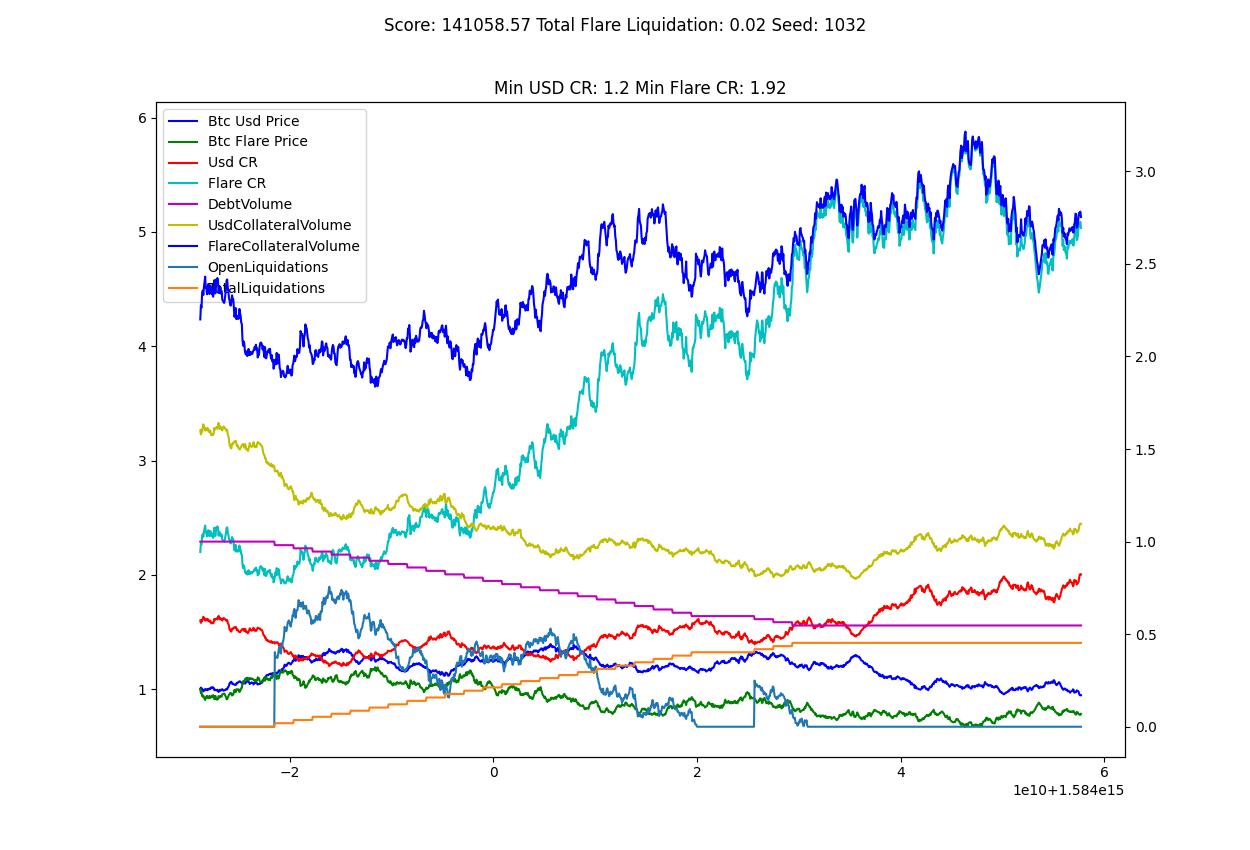 Score: 141058.57 Total Flare Liquidation: 0.02 Seed: 1032
Min USD CR: 1.2 Min Flare CR: 1.92
Btc Usd Price
Btc Flare Price
Usd CR
Flare CR
DebtVolume
UsdCollateralVolume
FlareCollateralVolume
OpenLiquidations
TotalLiquidations
6
5
4
3
2
1
3.0
2.5
2.0
1.5
1.0
0.5
0.0
−2
0
2
4
6
1e10+1.584e15